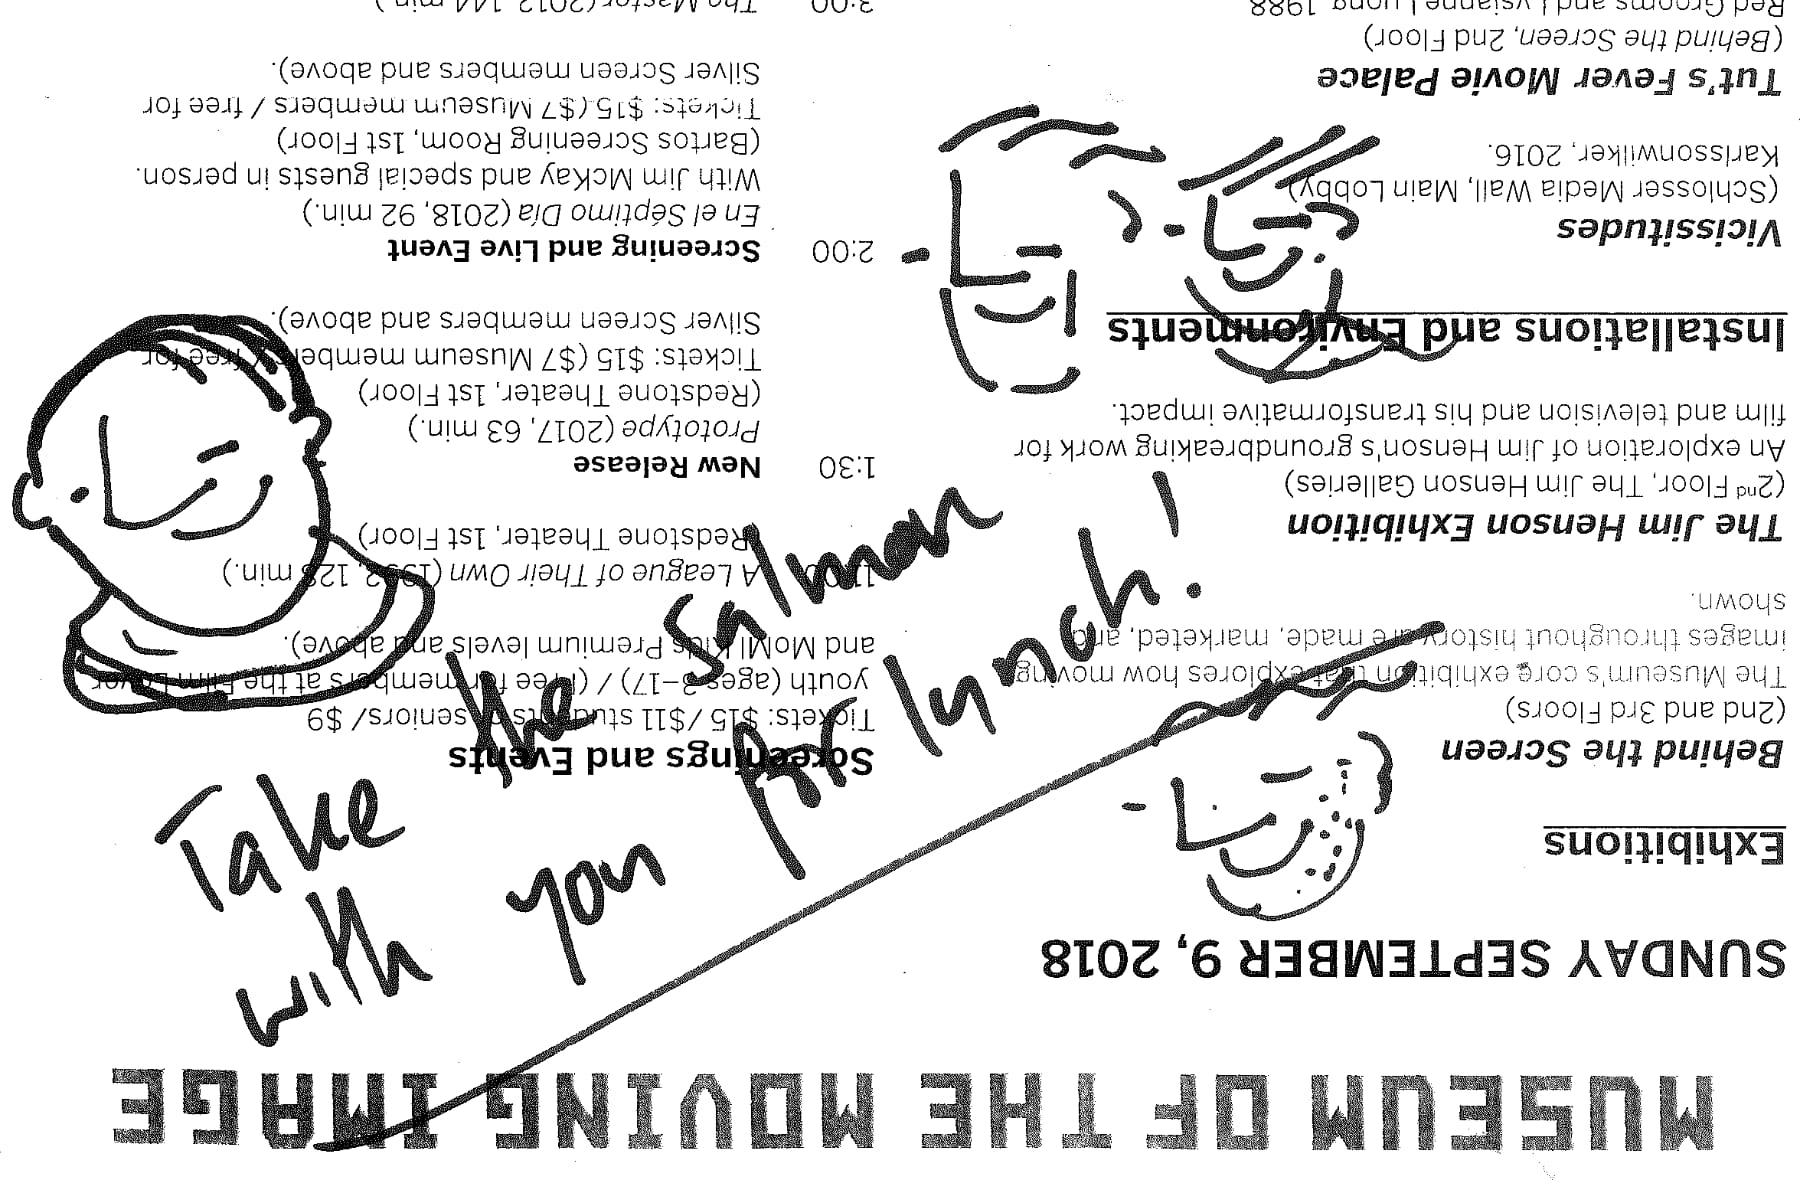 Take the Salman
with you for lynch!
MUSEUM OF THE MOVING IMAGE
SUNDAY SEPTEMBER 9, 2018
Exhibitions
Behind the Screen
(2nd and 3rd Floors)
The Museum's core exhibition that explores how moving
images throughout history are made, marketed, and
shown.
The Jim Henson Exhibition
(2nd Floor, The Jim Henson Galleries)
An exploration of Jim Henson's groundbreaking work for
film and television and his transformative impact.
Installations and Environments
Vicissitudes
(Schlosser Media Wall, Main Lobby)
Karlssonwilker, 2016.
Tut's Fever Movie Palace
(Behind the Screen, 2nd Floor)
Red Grooms and Lysianne Luong, 1988
Screenings and Events
Tickets: $15 /$11 students or seniors/ $9
youth (ages 3–17) / (Free for members at the Film Lover
and MoMI Kids Premium levels and above).
A League of Their Own (1992, 128 min.)
Redstone Theater, 1st Floor)
1:30 New Release
Prototype (2017, 63 min.)
(Redstone Theater, 1st Floor)
Tickets: $15 ($7 Museum members / free for
Silver Screen members and above).
2:00 Screening and Live Event
En el Séptimo Día (2018, 92 min.)
With Jim McKay and special guests in person.
(Bartos Screening Room, 1st Floor)
Tickets: $15 ($7 Museum members / free for
Silver Screen members and above).
3:00 The Master (2012, 144 min.)